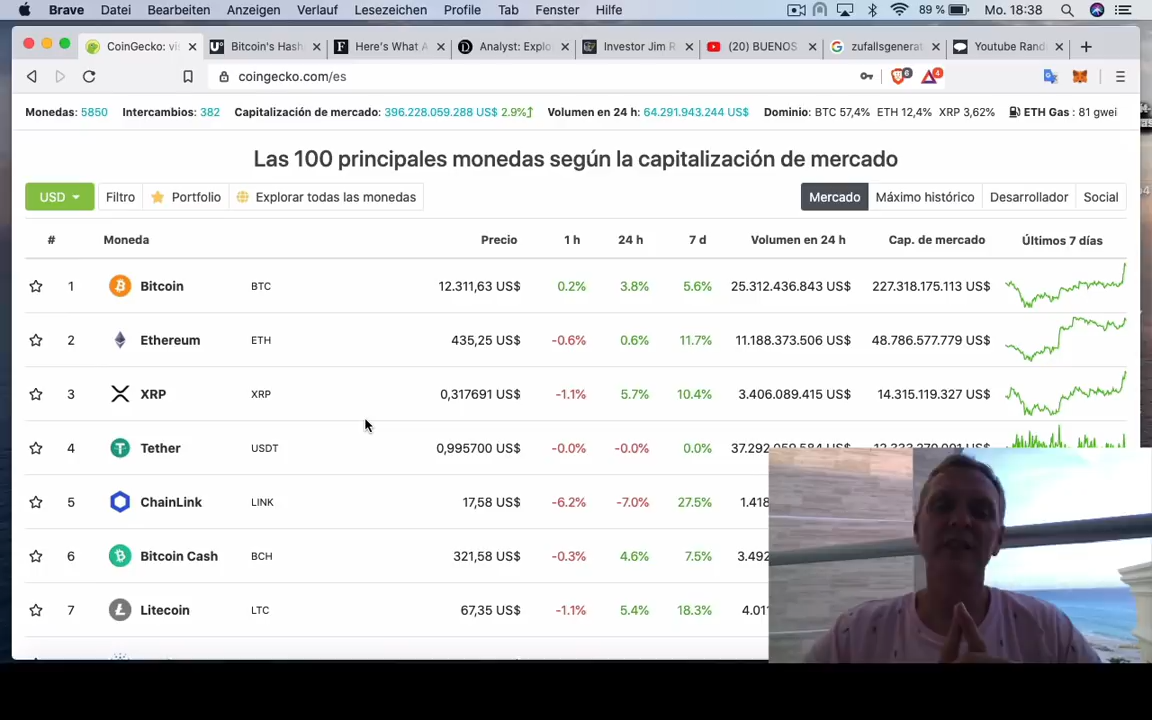 Brave Datei Bearbeiten Anzeigen Verlauf Lesezeichen Profile Tab Fenster Hilfe 89 % Mo. 18:38
CoinGecko: vi Bitcoin's Hash Here's What A Analyst: Explo Investor Jim R (20) BUENOS zufallsgenerat Youtube Rand
coingecko.com/es 6 4
Monedas: 5850 Intercambios: 382 Capitalización de mercado: 396.228.059.288 US$ 2.9% Volumen en 24 h: 64.291.943.244 US$ Dominio: BTC 57,4% ETH 12,4% XRP 3,62% ETH Gas : 81 gwei
Las 100 principales monedas según la capitalización de mercado
USD Filtro Portfolio Explorar todas las monedas Mercado Máximo histórico Desarrollador Social
# Moneda Precio 1 h 24 h 7 d Volumen en 24 h Cap. de mercado Últimos 7 días
1 Bitcoin BTC 12.311,63 US$ 0.2% 3.8% 5.6% 25.312.436.843 US$ 227.318.175.113 US$
2 Ethereum ETH 435,25 US$ -0.6% 0.6% 11.7% 11.188.373.506 US$ 48.786.577.779 US$
3 XRP XRP 0,317691 US$ -1.1% 5.7% 10.4% 3.406.089.415 US$ 14.315.119.327 US$
4 Tether USDT 0,995700 US$ -0.0% -0.0% 0.0%
5 ChainLink LINK 17,58 US$ -6.2% -7.0% 27.5% 1.418
6 Bitcoin Cash BCH 321,58 US$ -0.3% 4.6% 7.5% 3.492
7 Litecoin LTC 67,35 US$ -1.1% 5.4% 18.3% 4.011